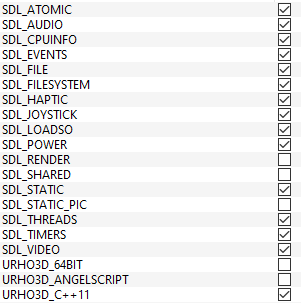 SDL_ATOMIC
SDL_AUDIO
SDL_CPUINFO
SDL_EVENTS
SDL_FILE
SDL_FILESYSTEM
SDL_HAPTIC
SDL_JOYSTICK
SDL_LOADSO
SDL_POWER
SDL_RENDER
SDL_SHARED
SDL_STATIC
SDL_STATIC_PIC
SDL_THREADS
SDL_TIMERS
SDL_VIDEO
URHO3D_64BIT
URHO3D_ANGELSCRIPT
URHO3D_C++11